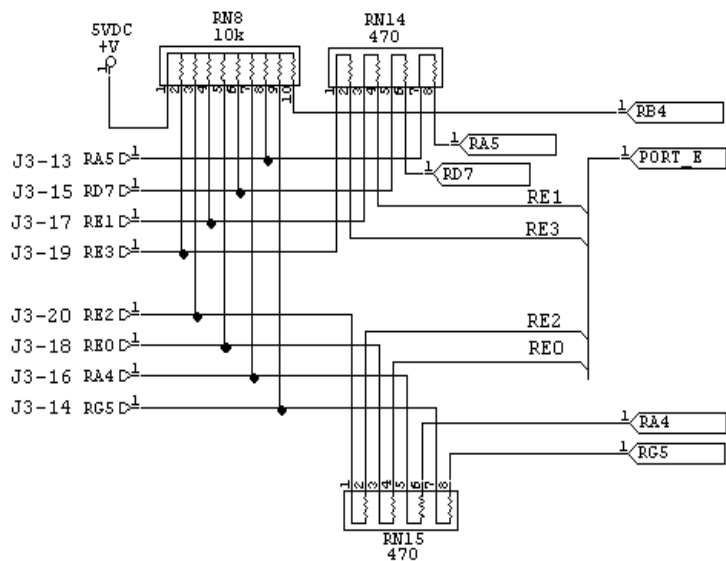 RN8
10k
RN14
470
5VDC
+V
1
1 2 3 4 5 6 7 8 9 10
1 2 3 4 5 6 7 8
1 RB4
1 RA5
1 RD7
1 PORT_E
J3-13 RA5 1
J3-15 RD7 1
J3-17 RE1 1
J3-19 RE3 1
RE1
RE3
J3-20 RE2 1
J3-18 RE0 1
J3-16 RA4 1
J3-14 RG5 1
RE2
RE0
1 RA4
1 RG5
1 2 3 4 5 6 7 8
RN15
470